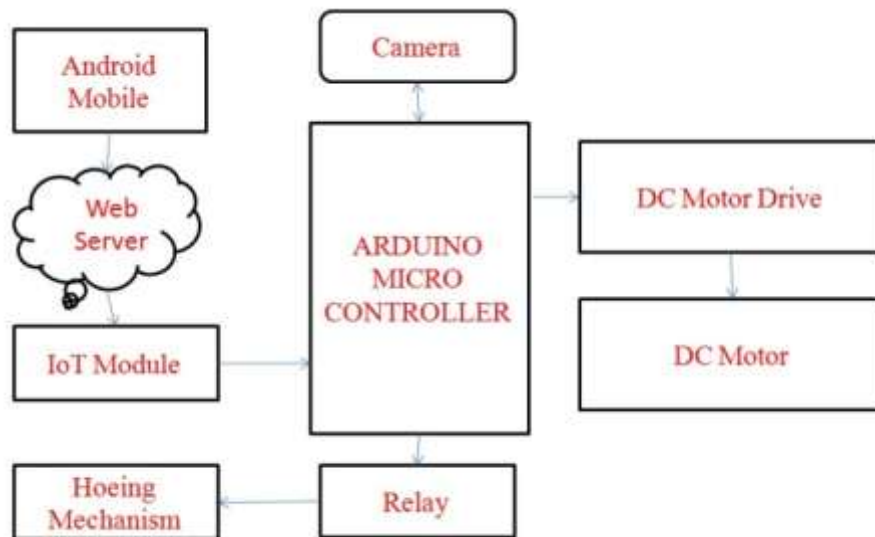 Android
Mobile
Camera
Web
Server
ARDUINO
MICRO
CONTROLLER
DC Motor Drive
IoT Module
DC Motor
Hoeing
Mechanism
Relay